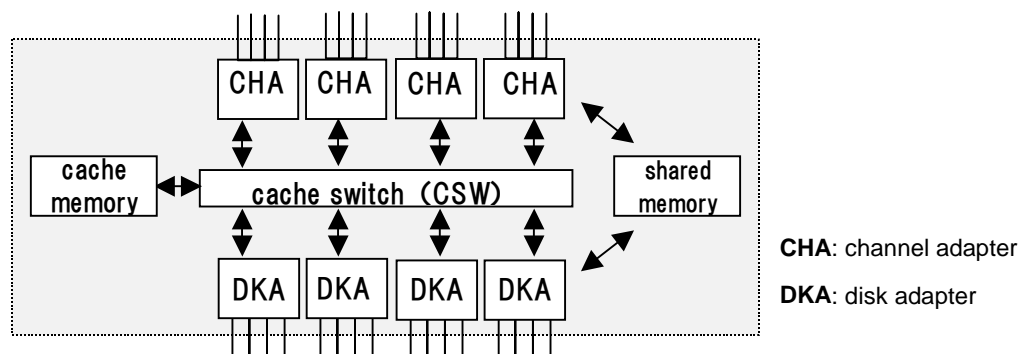 CHA CHA CHA CHA
cache
memory
cache switch (CSW)
shared
memory
DKA DKA DKA DKA
CHA: channel adapter
DKA: disk adapter